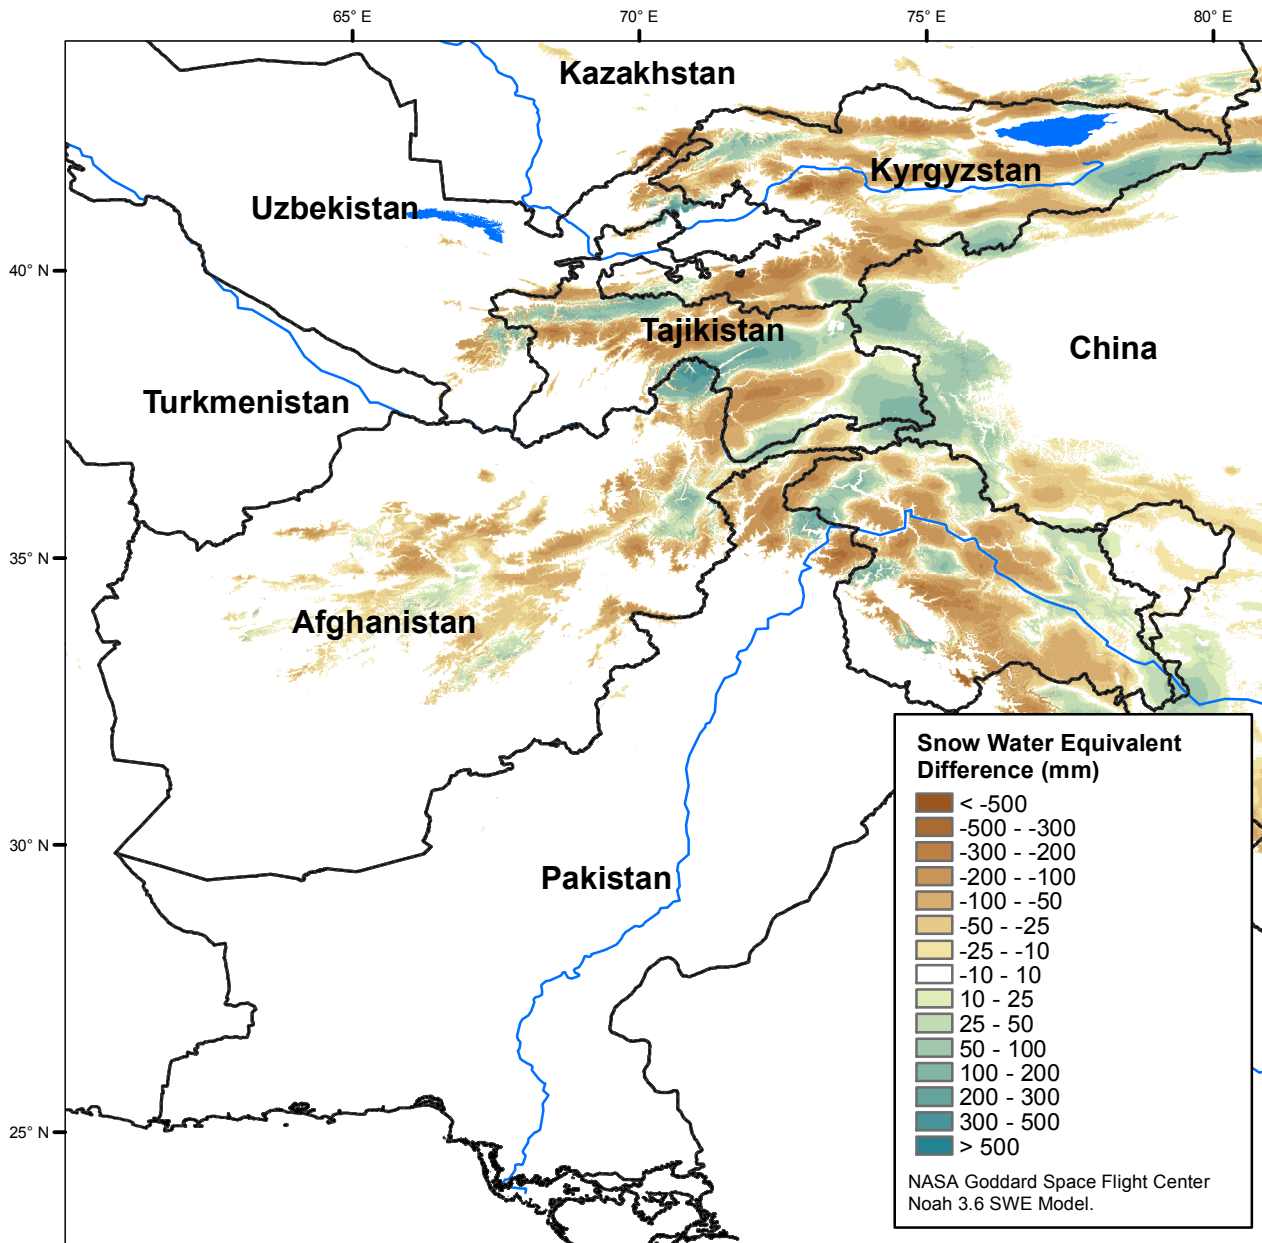 65° E
70° E
75° E
80° E
Kazakhstan
Kyrgyzstan
Uzbekistan
40° N
Tajikistan
China
Turkmenistan
35° N
Afghanistan
Snow Water Equivalent
Difference (mm)
< -500
-500 - -300
-300 - -200
-200 - -100
-100 - -50
-50 - -25
-25 - -10
-10 - 10
10 - 25
25 - 50
50 - 100
100 - 200
200 - 300
300 - 500
> 500
NASA Goddard Space Flight Center
Noah 3.6 SWE Model.
30° N
Pakistan
25° N